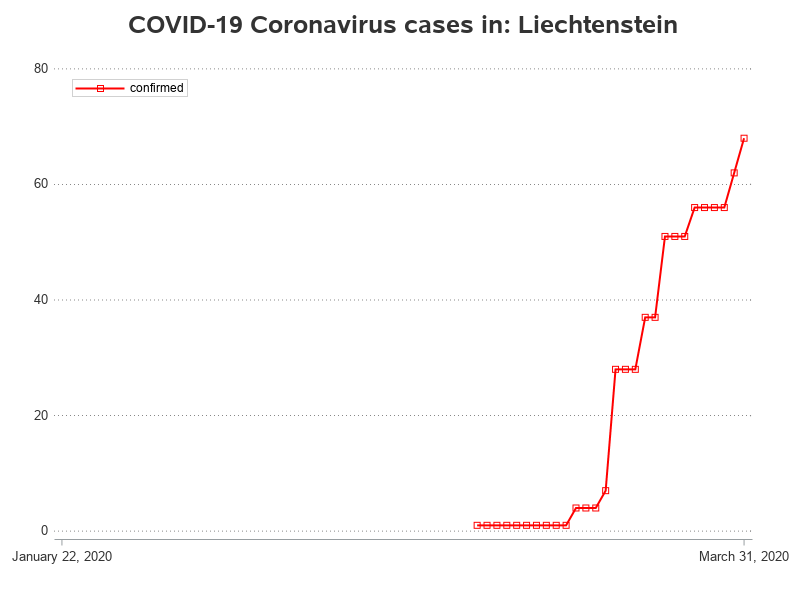 COVID-19 Coronavirus cases in: Liechtenstein
80
confirmed
60
40
20
0
January 22, 2020
March 31, 2020